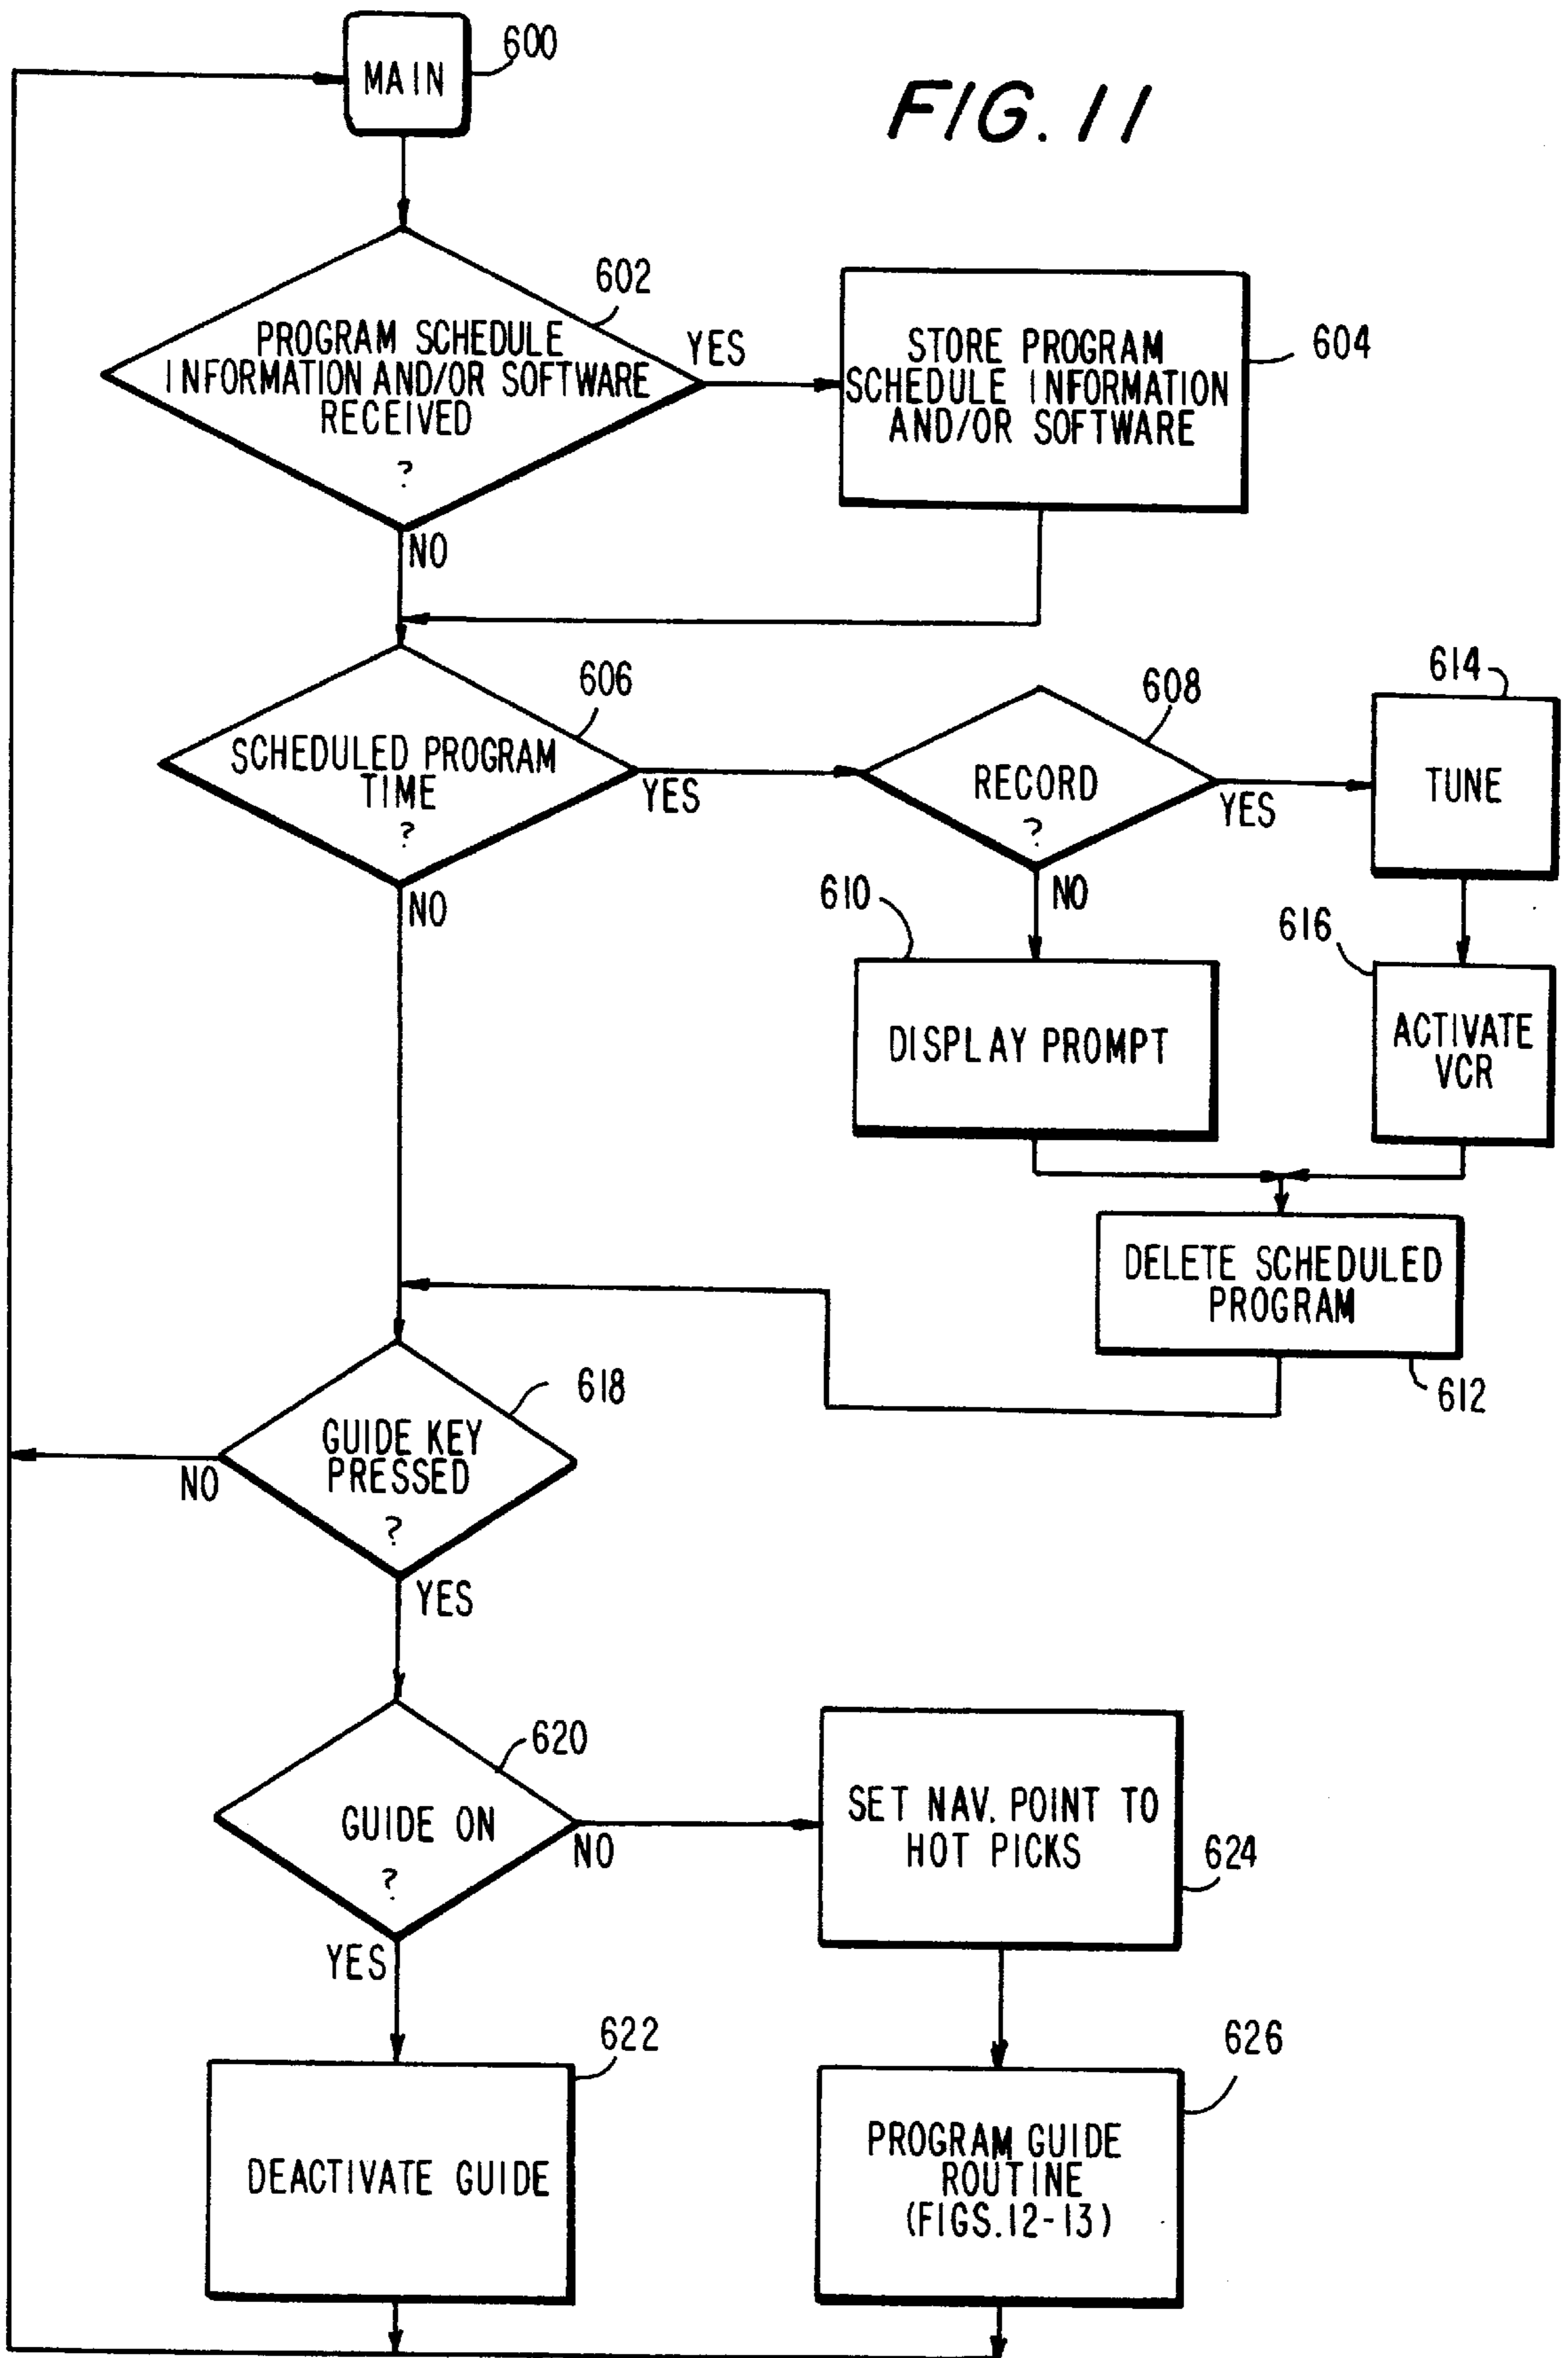 600
MAIN
FIG. 11
602
PROGRAM SCHEDULE
INFORMATION AND/OR SOFTWARE
RECEIVED
?
YES
NO
STORE PROGRAM
SCHEDULE INFORMATION
AND/OR SOFTWARE
604
606
SCHEDULED PROGRAM
TIME
?
YES
NO
608
RECORD
?
YES
NO
614
TUNE
610
DISPLAY PROMPT
616
ACTIVATE
VCR
DELETE SCHEDULED
PROGRAM
612
618
GUIDE KEY
PRESSED
?
NO
YES
620
GUIDE ON
?
NO
YES
SET NAV. POINT TO
HOT PICKS
624
622
DEACTIVATE GUIDE
626
PROGRAM GUIDE
ROUTINE
(FIGS.12-13)